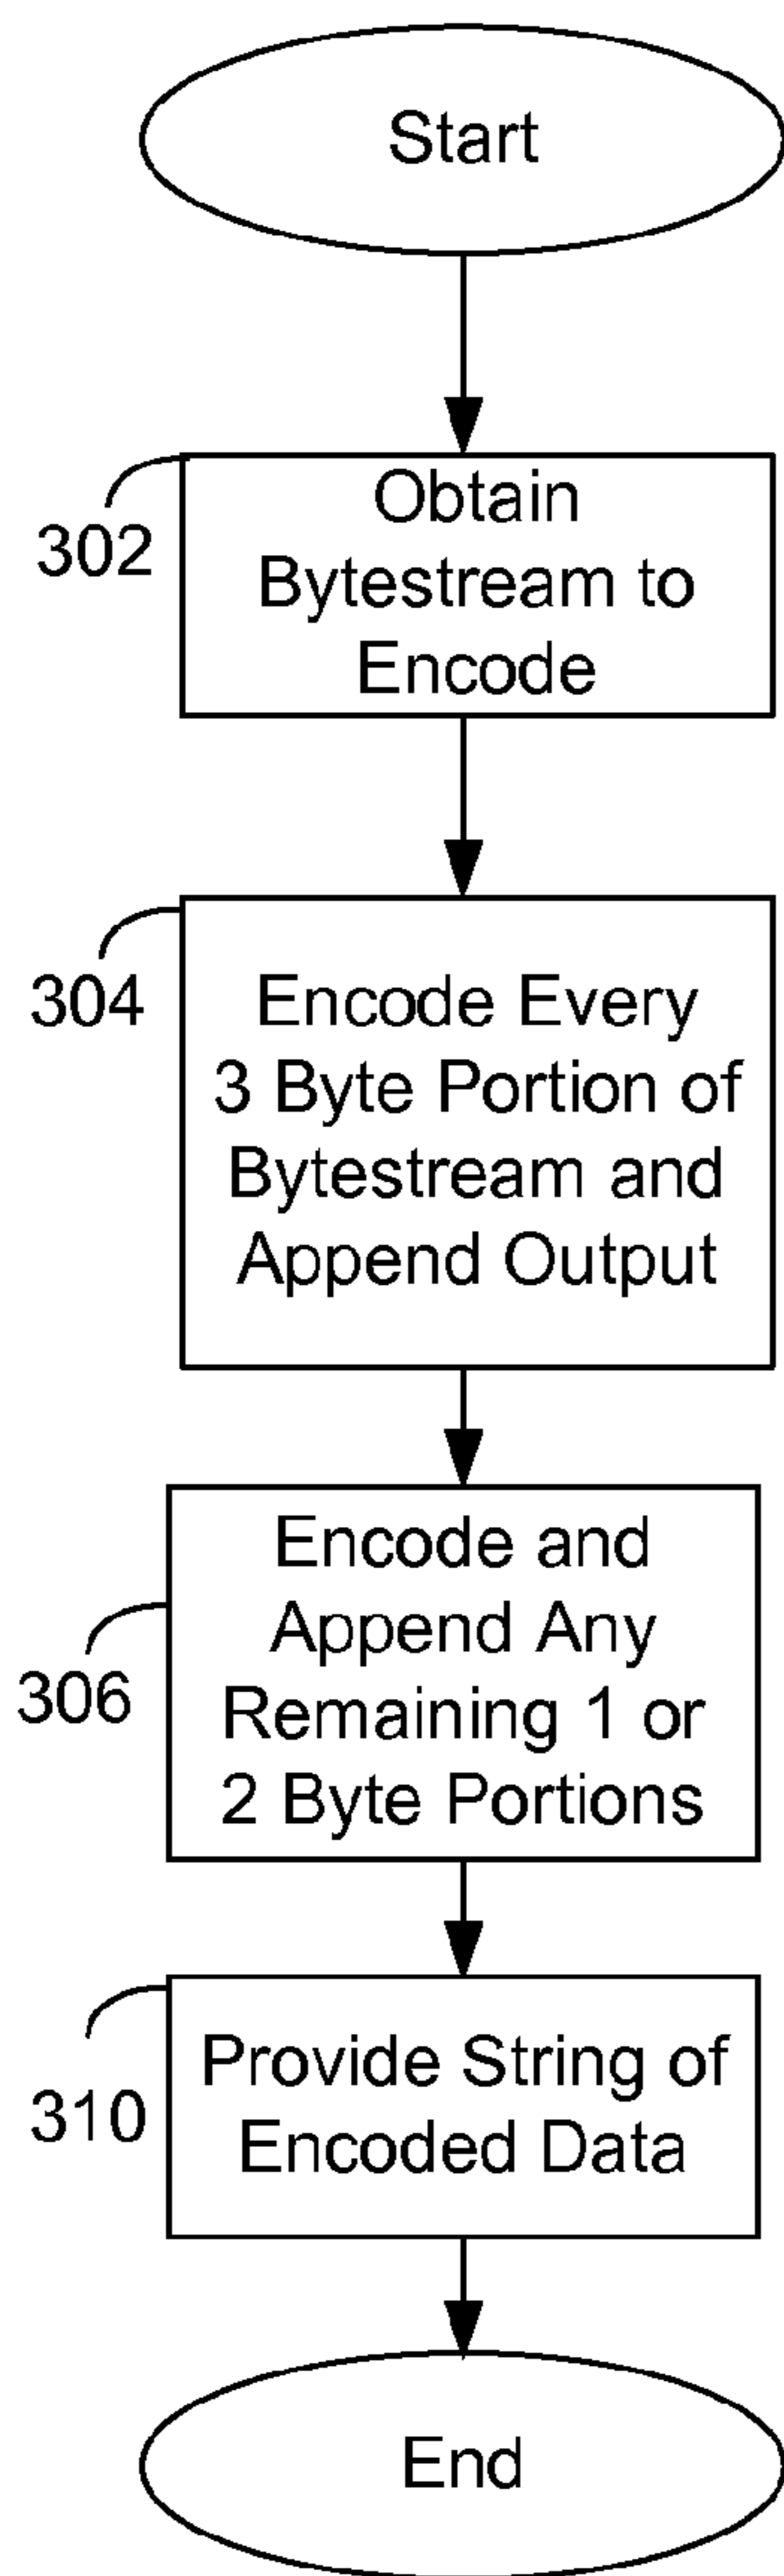 Start
302
Obtain
Bytestream to
Encode
304
Encode Every
3 Byte Portion of
Bytestream and
Append Output
306
Encode and
Append Any
Remaining 1 or
2 Byte Portions
310
Provide String of
Encoded Data
End